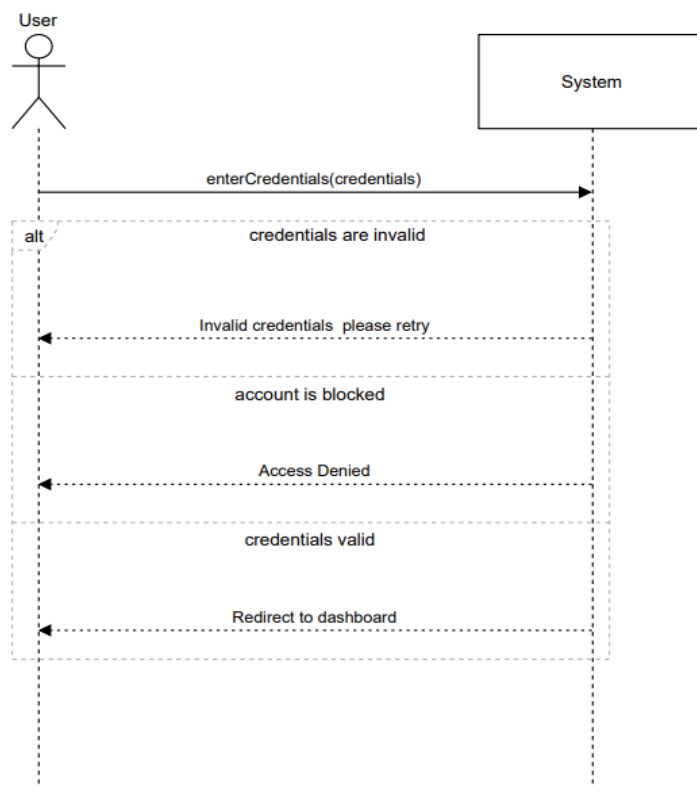 User
System
enterCredentials(credentials)
alt
credentials are invalid
Invalid credentials  please retry
account is blocked
Access Denied
credentials valid
Redirect to dashboard